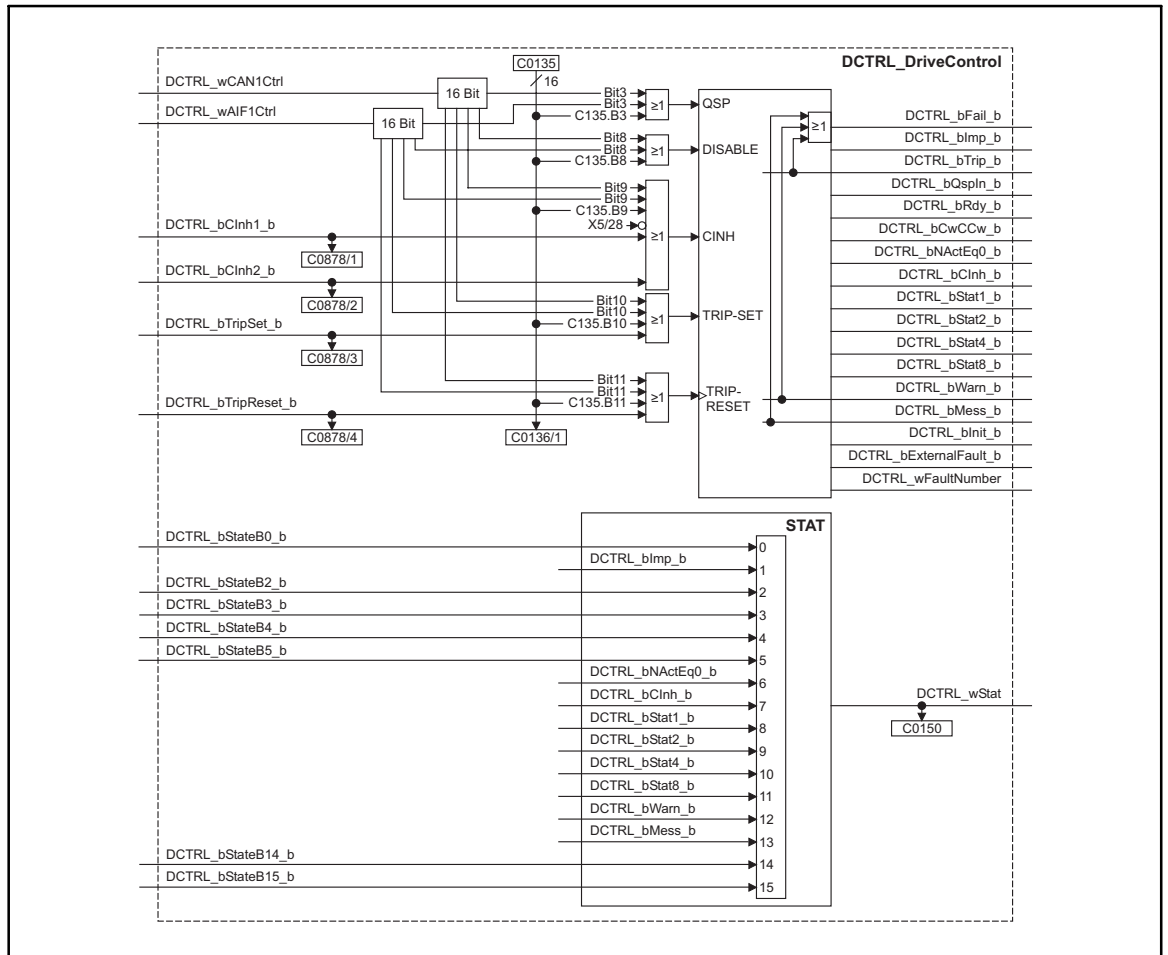 DCTRL_DriveControl
C0135
16
DCTRL_wCAN1Ctrl
16 Bit
DCTRL_wAIF1Ctrl
16 Bit
Bit3
Bit3
C135.B3
≥1
QSP
Bit8
Bit8
C135.B8
≥1
DISABLE
Bit9
Bit9
C135.B9
X5/28
≥1
CINH
DCTRL_bCInh1_b
C0878/1
DCTRL_bCInh2_b
C0878/2
Bit10
Bit10
C135.B10
≥1
TRIP-SET
DCTRL_bTripSet_b
C0878/3
Bit11
Bit11
C135.B11
≥1
TRIP-
RESET
DCTRL_bTripReset_b
C0878/4
C0136/1
≥1
DCTRL_bFail_b
DCTRL_bImp_b
DCTRL_bTrip_b
DCTRL_bQspIn_b
DCTRL_bRdy_b
DCTRL_bCwCCw_b
DCTRL_bNActEq0_b
DCTRL_bCInh_b
DCTRL_bStat1_b
DCTRL_bStat2_b
DCTRL_bStat4_b
DCTRL_bStat8_b
DCTRL_bWarn_b
DCTRL_bMess_b
DCTRL_bInit_b
DCTRL_bExternalFault_b
DCTRL_wFaultNumber
STAT
DCTRL_bStateB0_b
0
DCTRL_bImp_b
1
DCTRL_bStateB2_b
2
DCTRL_bStateB3_b
3
DCTRL_bStateB4_b
4
DCTRL_bStateB5_b
5
DCTRL_bNActEq0_b
6
DCTRL_bCInh_b
7
DCTRL_bStat1_b
8
DCTRL_bStat2_b
9
DCTRL_bStat4_b
10
DCTRL_bStat8_b
11
DCTRL_bWarn_b
12
DCTRL_bMess_b
13
DCTRL_bStateB14_b
14
DCTRL_bStateB15_b
15
DCTRL_wStat
C0150